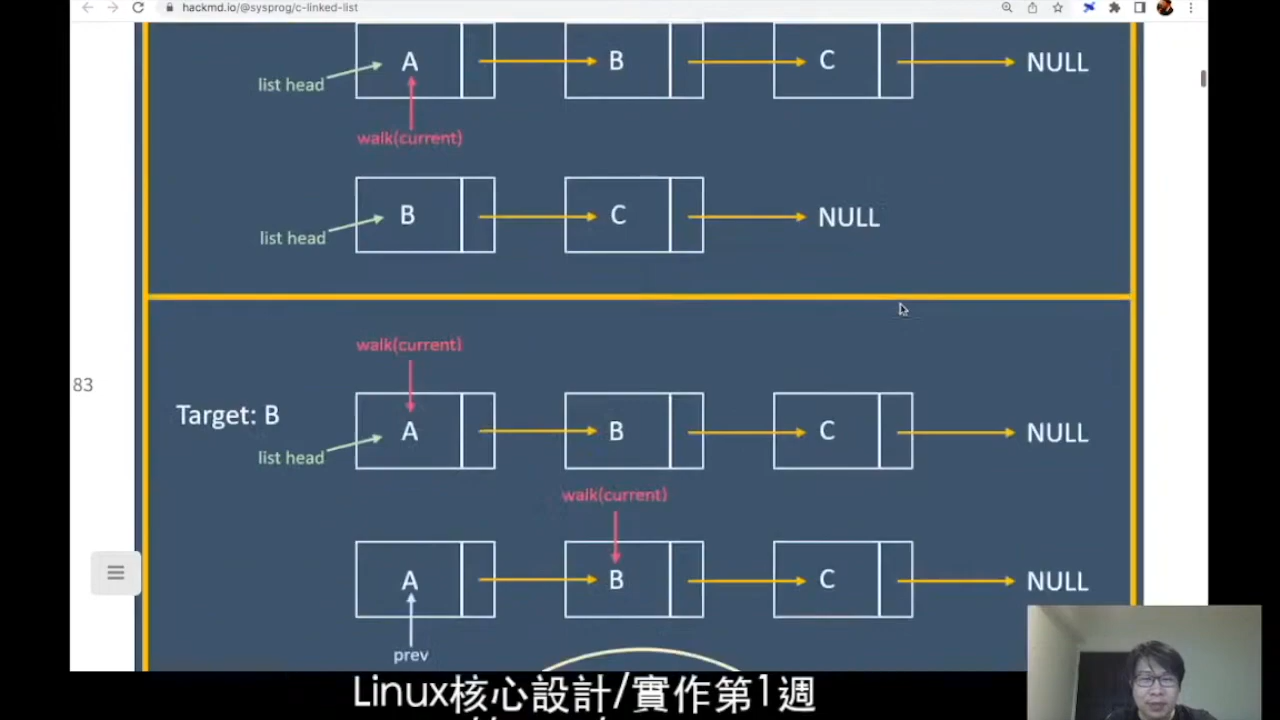 hackmd.io/@sysprog/c-linked-list
A B C NULL
list head
walk(current)
B C NULL
list head
walk(current)
83
Target: B
A B C NULL
list head
walk(current)
A B C NULL
prev
Linux核心設計/實作第1週